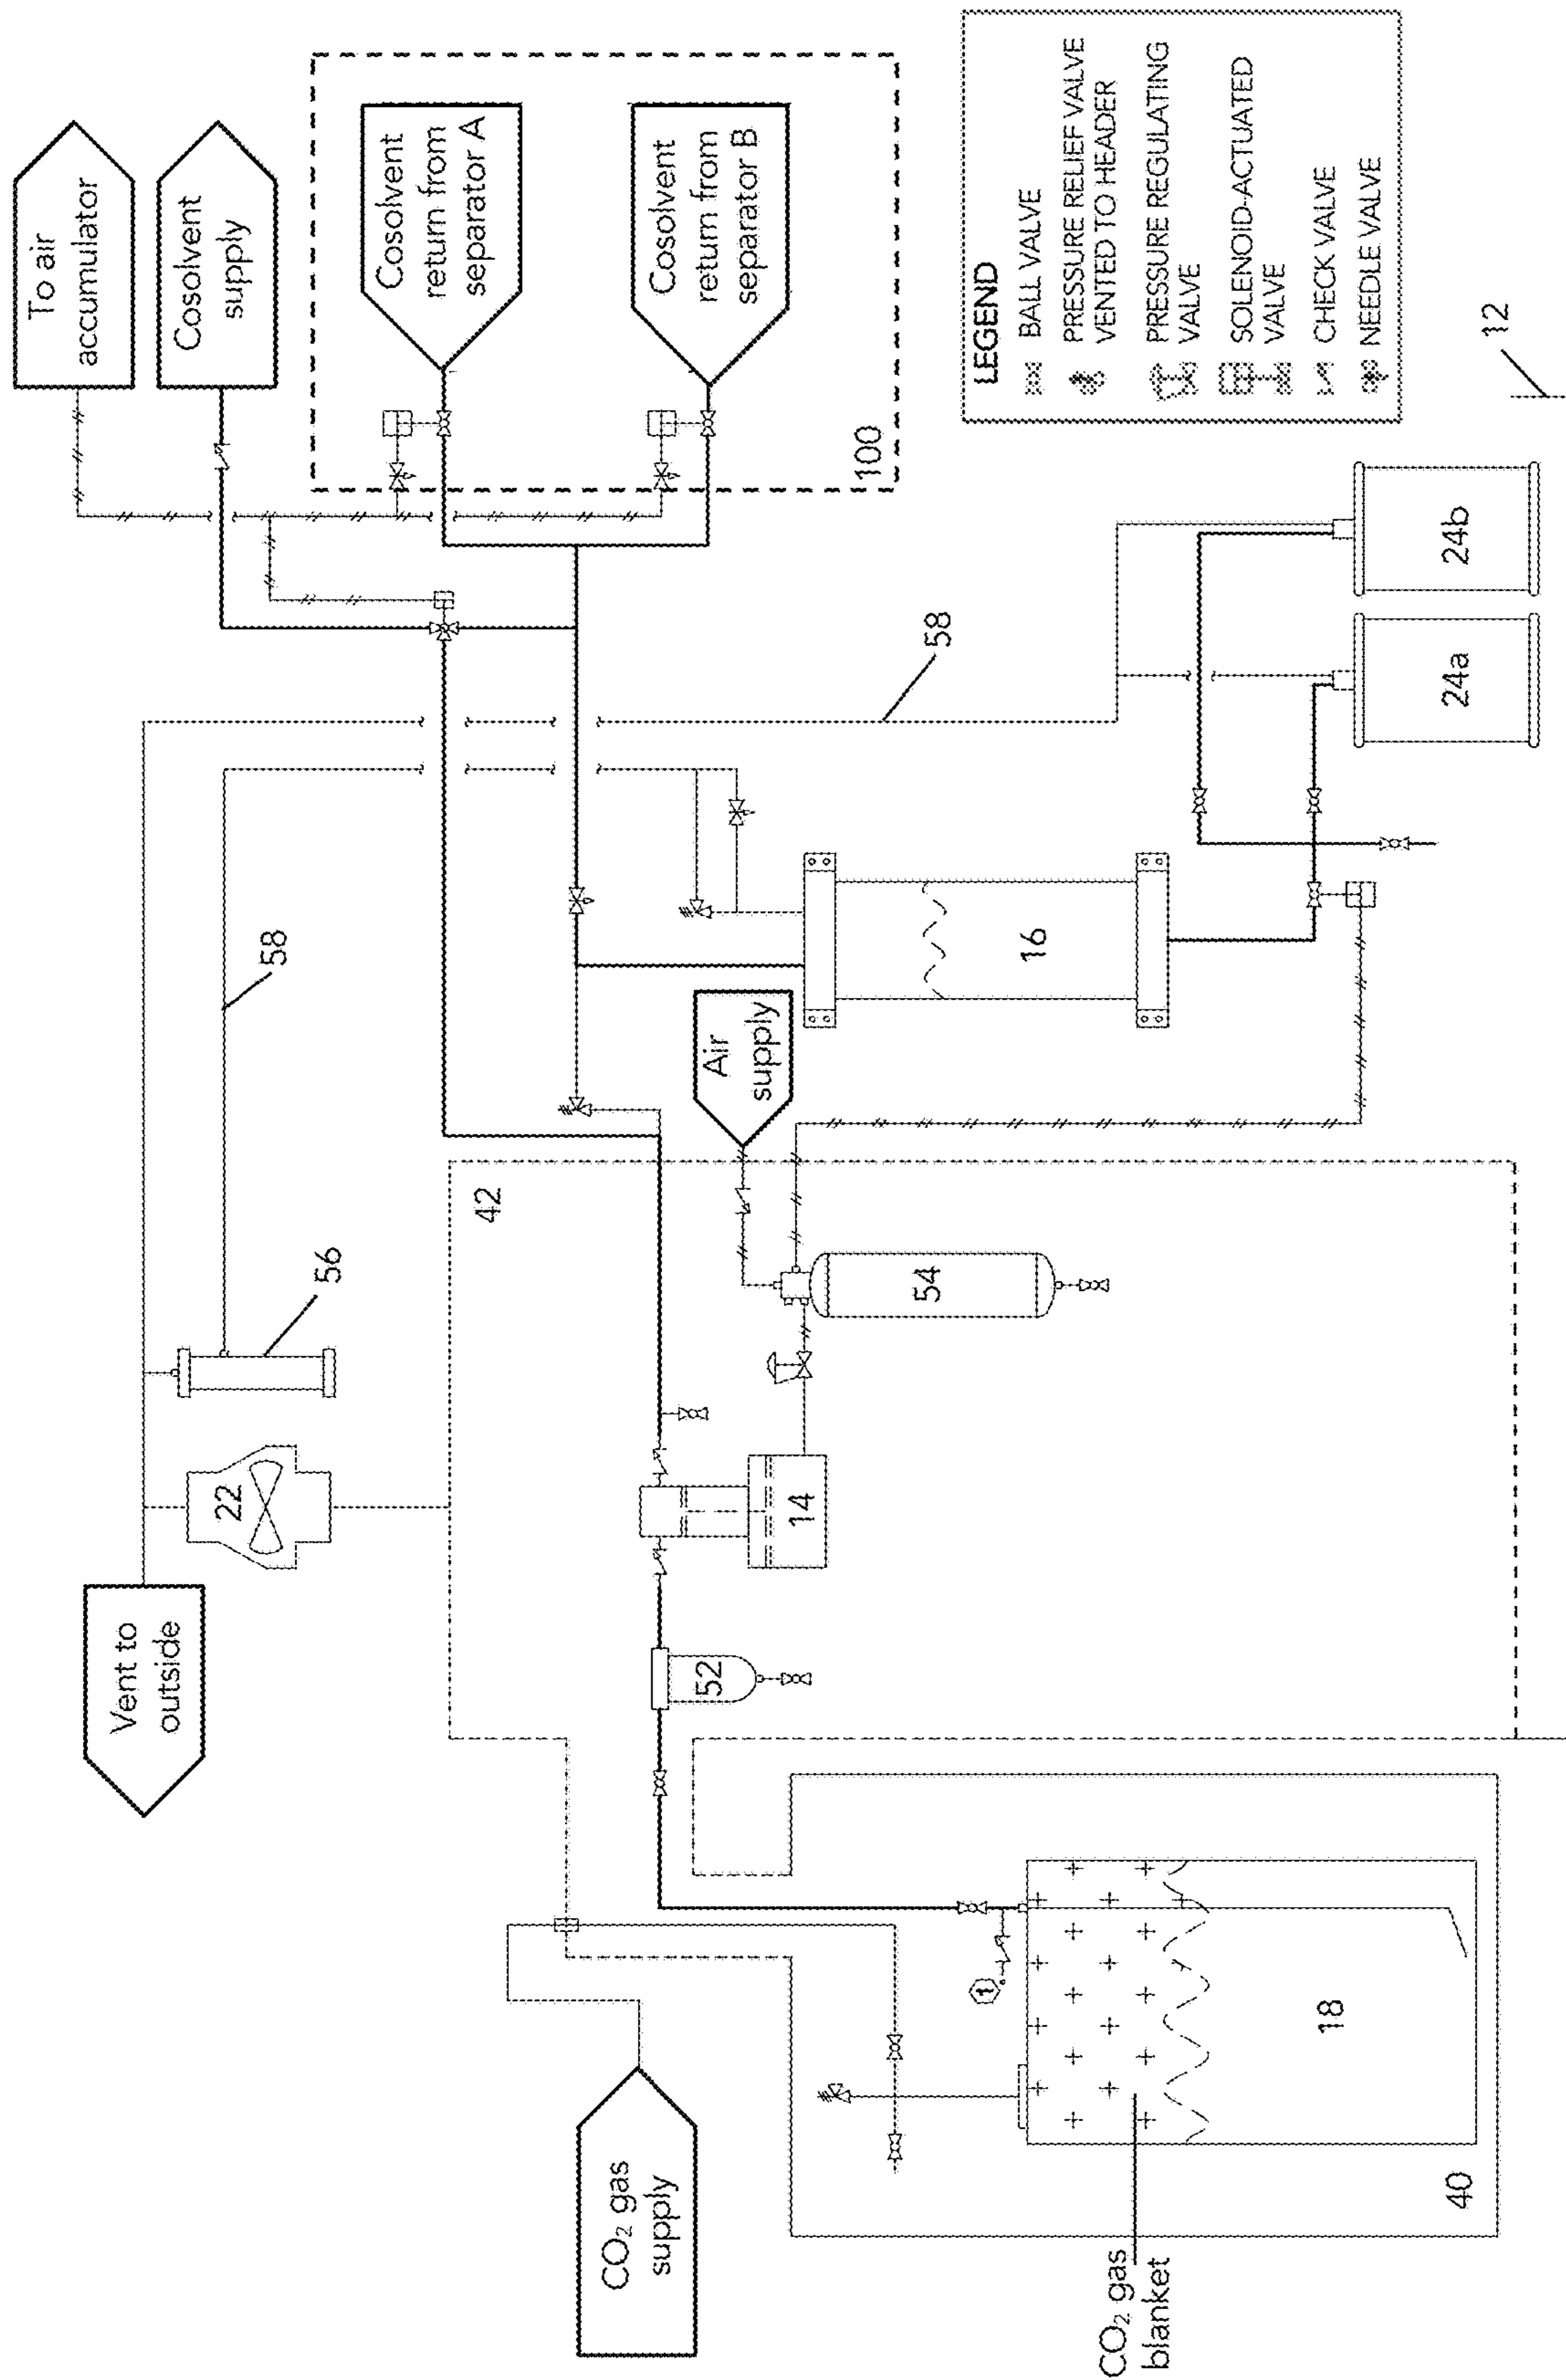 To air
accumulator
Cosolvent
supply
Cosolvent
return from
separator A
Cosolvent
return from
separator B
100
LEGEND
BALL VALVE
PRESSURE RELIEF VALVE
VENTED TO HEADER
PRESSURE REGULATING
VALVE
SOLENOID-ACTUATED
VALVE
CHECK VALVE
NEEDLE VALVE
12
58
24b
24a
58
16
Air
supply
42
56
54
22
14
Vent to
outside
52
1
18
CO₂ gas
supply
40
CO₂ gas
blanket